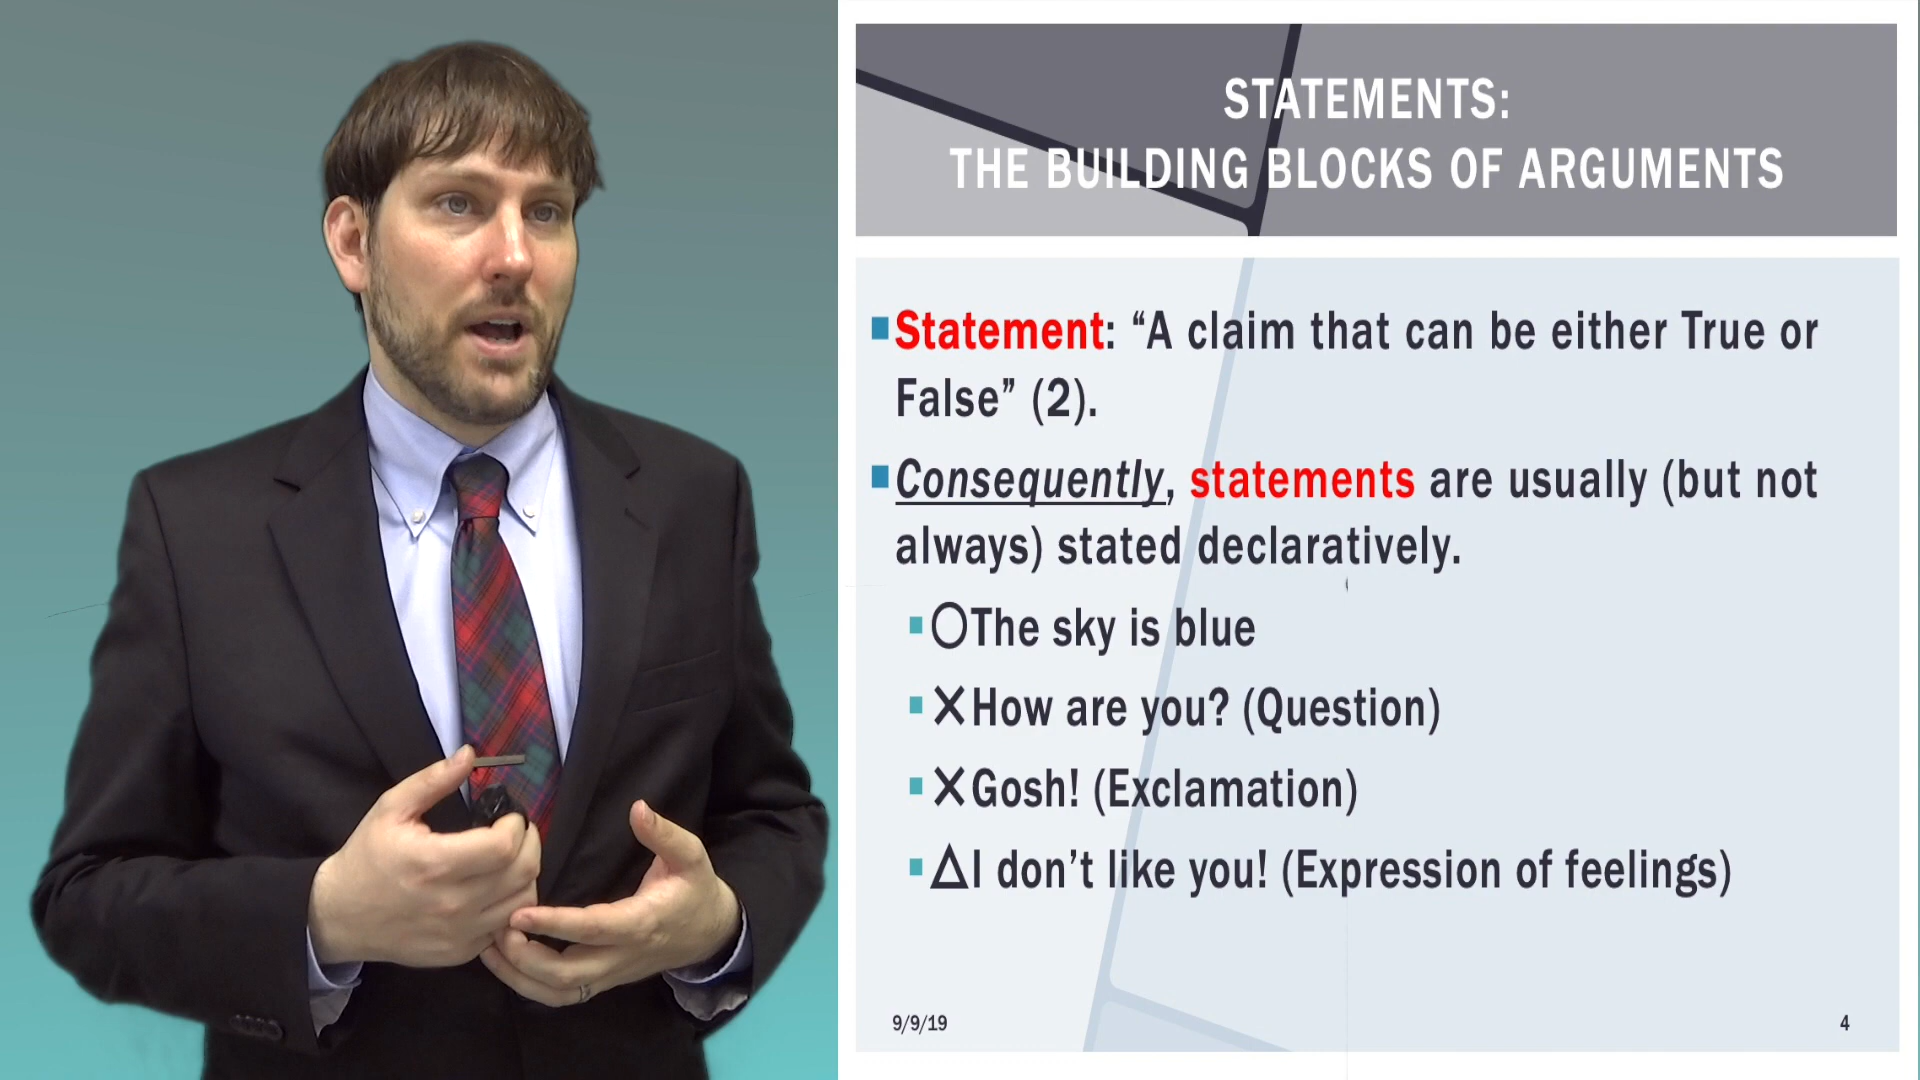 STATEMENTS:
THE BUILDING BLOCKS OF ARGUMENTS
Statement: “A claim that can be either True or
False” (2).
Consequently, statements are usually (but not
always) stated declaratively.
○The sky is blue
×How are you? (Question)
×Gosh! (Exclamation)
△I don’t like you! (Expression of feelings)
9/9/19
4